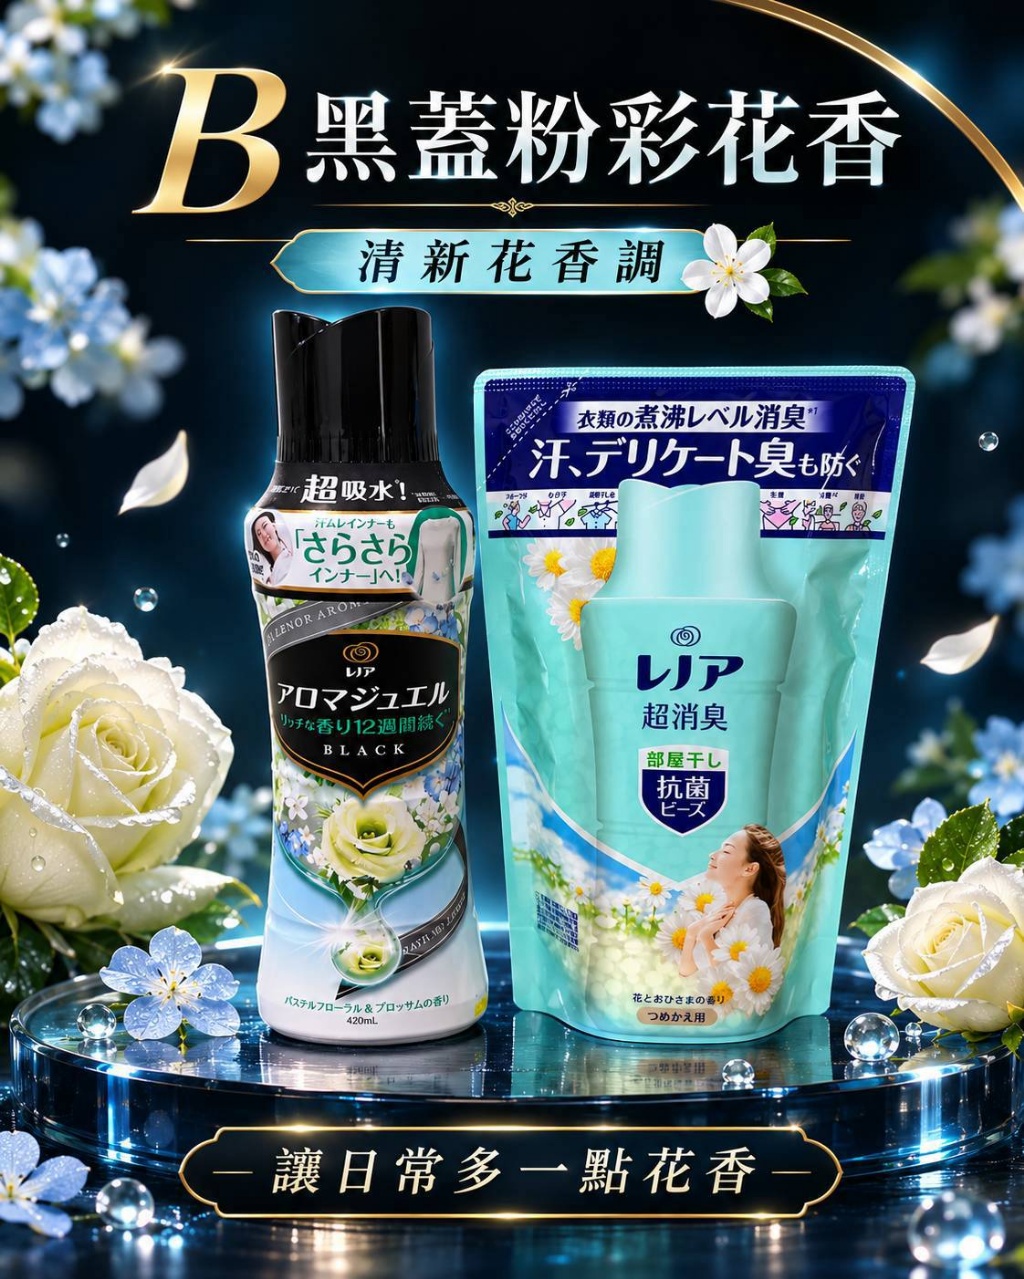 B 黑蓋粉彩花香
清新花香調
超吸水!
汗ムレインナーも
「さらさら
インナー」へ!
LENOR AROM
レノア
アロマジュエル
リッチな香り12週間続く
BLACK
パステルフローラル & ブロッサムの香り
420mL
衣類の煮沸レベル消臭*1
汗、デリケート臭も防ぐ
レノア
超消臭
部屋干し
抗菌
ビーズ
花とおひさまの香り
つめかえ用
讓日常多一點花香